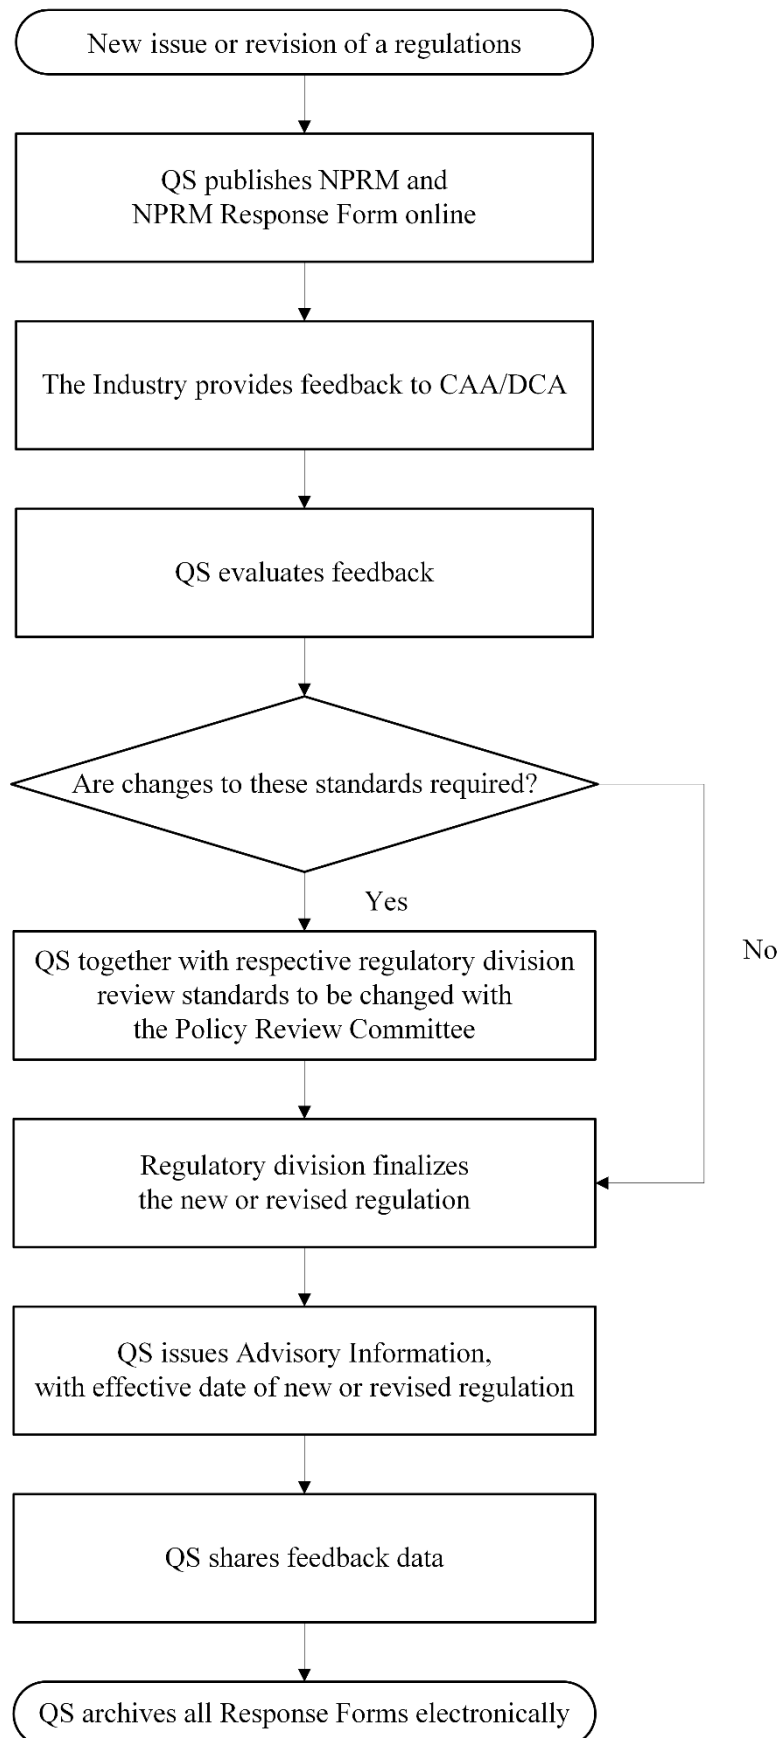 New issue or revision of a regulations
QS publishes NPRM and
NPRM Response Form online
The Industry provides feedback to CAA/DCA
QS evaluates feedback
Are changes to these standards required?
Yes
No
QS together with respective regulatory division
review standards to be changed with
the Policy Review Committee
Regulatory division finalizes
the new or revised regulation
QS issues Advisory Information,
with effective date of new or revised regulation
QS shares feedback data
QS archives all Response Forms electronically